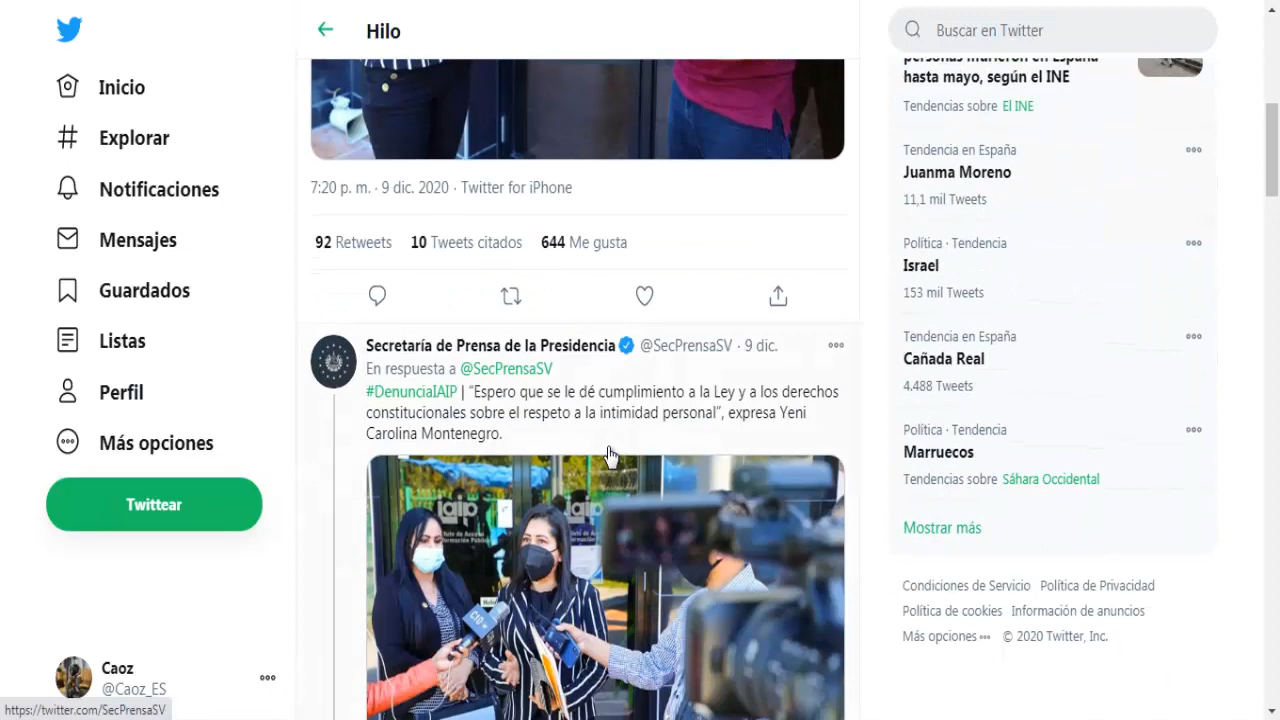 Hilo
Buscar en Twitter
Inicio
Explorar
Notificaciones
Mensajes
Guardados
Listas
Perfil
Más opciones
Twittear
Caoz
@Caoz_ES
https://twitter.com/SecPrensaSV
7:20 p. m. · 9 dic. 2020 · Twitter for iPhone
92 Retweets 10 Tweets citados 644 Me gusta
Secretaría de Prensa de la Presidencia @SecPrensaSV · 9 dic.
En respuesta a @SecPrensaSV
#DenunciaIAIP | “Espero que se le dé cumplimiento a la Ley y a los derechos
constitucionales sobre el respeto a la intimidad personal”, expresa Yeni
Carolina Montenegro.
iaip
iaip
personas murieron en España
hasta mayo, según el INE
Tendencias sobre El INE
Tendencia en España
Juanma Moreno
11,1 mil Tweets
Política · Tendencia
Israel
153 mil Tweets
Tendencia en España
Cañada Real
4.488 Tweets
Política · Tendencia
Marruecos
Tendencias sobre Sáhara Occidental
Mostrar más
Condiciones de Servicio Política de Privacidad
Política de cookies Información de anuncios
Más opciones © 2020 Twitter, Inc.